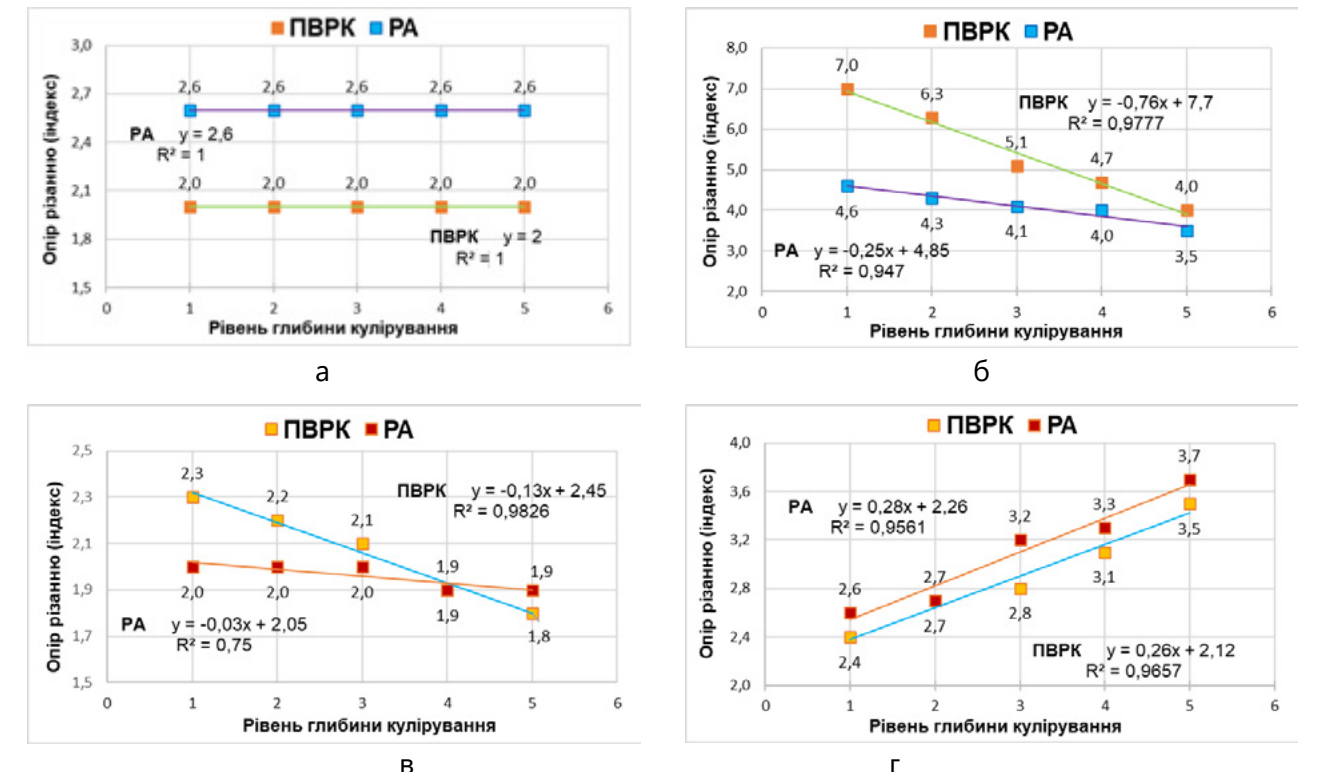 ПВРК РА
3,0
2,7
2,4
2,1
1,8
1,5
2,6 2,6 2,6 2,6 2,6
РА y = 2,6
R² = 1
2,0 2,0 2,0 2,0 2,0
ПВРК y = 2
R² = 1
0 1 2 3 4 5 6
Опір різанню (індекс)
Рівень глибини кулірування
а
ПВРК РА
8,0
7,0
6,0
5,0
4,0
3,0
2,0
7,0 6,3 5,1 4,7 4,0
ПВРК y = -0,76x + 7,7
R² = 0,9777
4,6 4,3 4,1 4,0 3,5
РА y = -0,25x + 4,85
R² = 0,947
0 1 2 3 4 5 6
Опір різанню (індекс)
Рівень глибини кулірування
б
ПВРК РА
2,5
2,3
2,1
1,9
1,7
1,5
2,3 2,2 2,1 1,9 1,9
ПВРК y = -0,13x + 2,45
R² = 0,9826
2,0 2,0 2,0 1,9 1,8
РА y = -0,03x + 2,05
R² = 0,75
0 1 2 3 4 5 6
Опір різанню (індекс)
Рівень глибини кулірування
в
ПВРК РА
4,0
3,6
3,2
2,8
2,4
2,0
2,6 2,7 3,2 3,3 3,7
РА y = 0,28x + 2,26
R² = 0,9561
2,4 2,7 2,8 3,1 3,5
ПВРК y = 0,26x + 2,12
R² = 0,9657
0 1 2 3 4 5 6
Опір різанню (індекс)
Рівень глибини кулірування
г